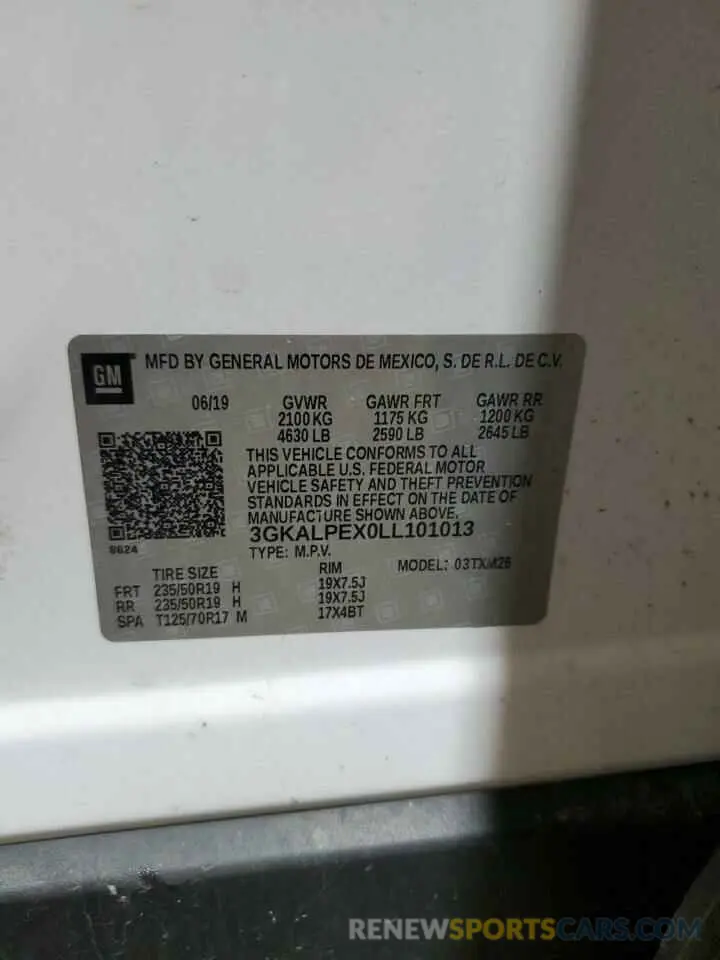 GM MFD BY GENERAL MOTORS DE MEXICO, S. DE R.L. DE C.V.
06/19 GVWR GAWR FRT GAWR RR
2100 KG 1175 KG 1200 KG
4630 LB 2590 LB 2645 LB
THIS VEHICLE CONFORMS TO ALL
APPLICABLE U.S. FEDERAL MOTOR
VEHICLE SAFETY AND THEFT PREVENTION
STANDARDS IN EFFECT ON THE DATE OF
MANUFACTURE SHOWN ABOVE.
3GKALPEX0LL101013
8624
TYPE: M.P.V. MODEL: 03TXM26
TIRE SIZE RIM
FRT 235/50R19 H 19X7.5J
RR 235/50R19 H 19X7.5J
SPA T125/70R17 M 17X4BT
RENEWSPORTSCARS.COM